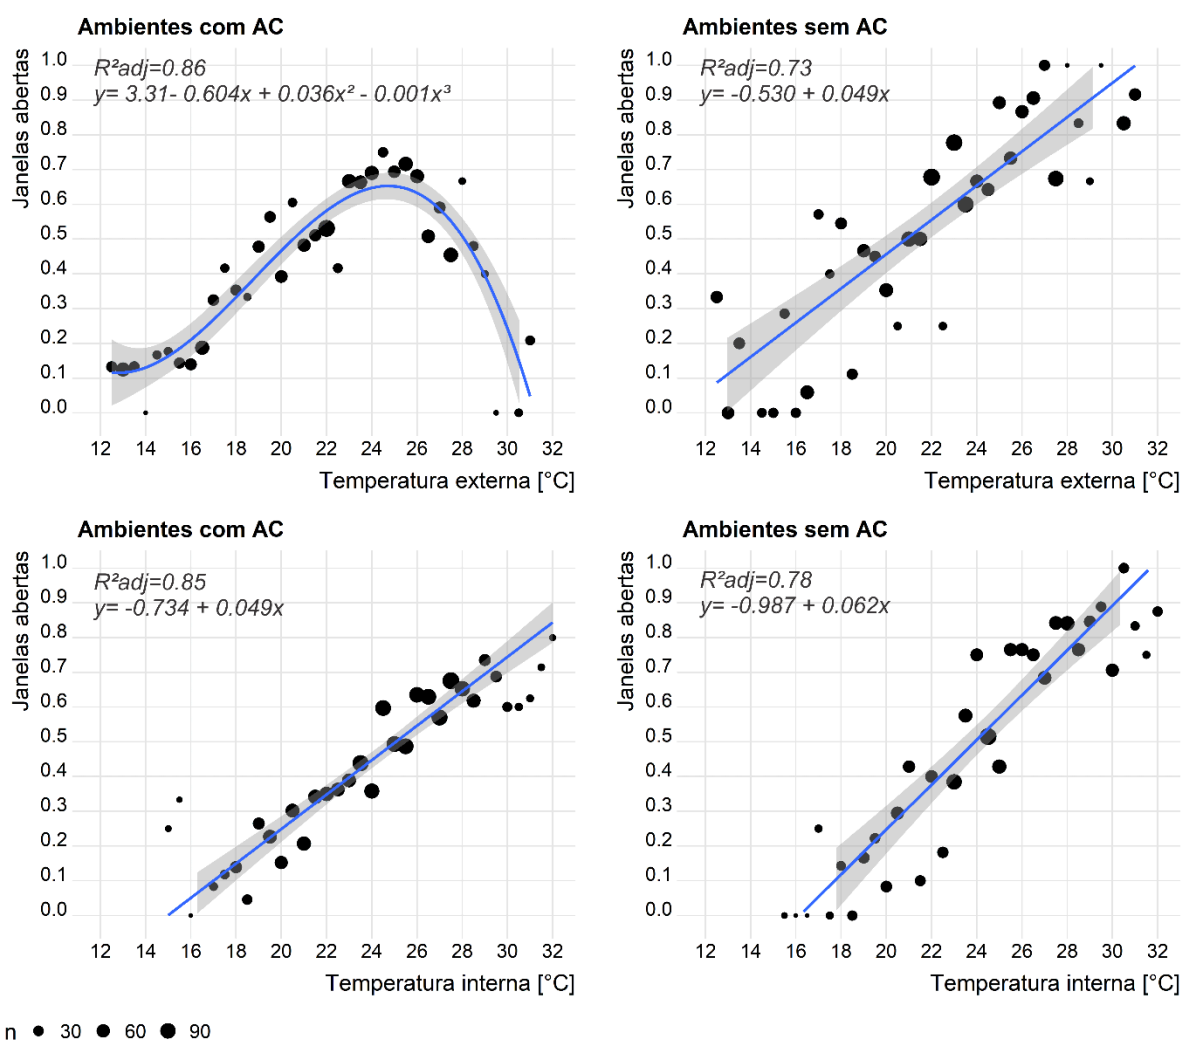 Ambientes com AC
Janelas abertas
R²adj=0.86
y= 3.31- 0.604x + 0.036x² - 0.001x³
1.0
0.9
0.8
0.7
0.6
0.5
0.4
0.3
0.2
0.1
0.0
12 14 16 18 20 22 24 26 28 30 32
Temperatura externa [°C]
Ambientes sem AC
Janelas abertas
R²adj=0.73
y= -0.530 + 0.049x
1.0
0.9
0.8
0.7
0.6
0.5
0.4
0.3
0.2
0.1
0.0
12 14 16 18 20 22 24 26 28 30 32
Temperatura externa [°C]
Ambientes com AC
Janelas abertas
R²adj=0.85
y= -0.734 + 0.049x
1.0
0.9
0.8
0.7
0.6
0.5
0.4
0.3
0.2
0.1
0.0
12 14 16 18 20 22 24 26 28 30 32
Temperatura interna [°C]
Ambientes sem AC
Janelas abertas
R²adj=0.78
y= -0.987 + 0.062x
1.0
0.9
0.8
0.7
0.6
0.5
0.4
0.3
0.2
0.1
0.0
12 14 16 18 20 22 24 26 28 30 32
Temperatura interna [°C]
n 30 60 90